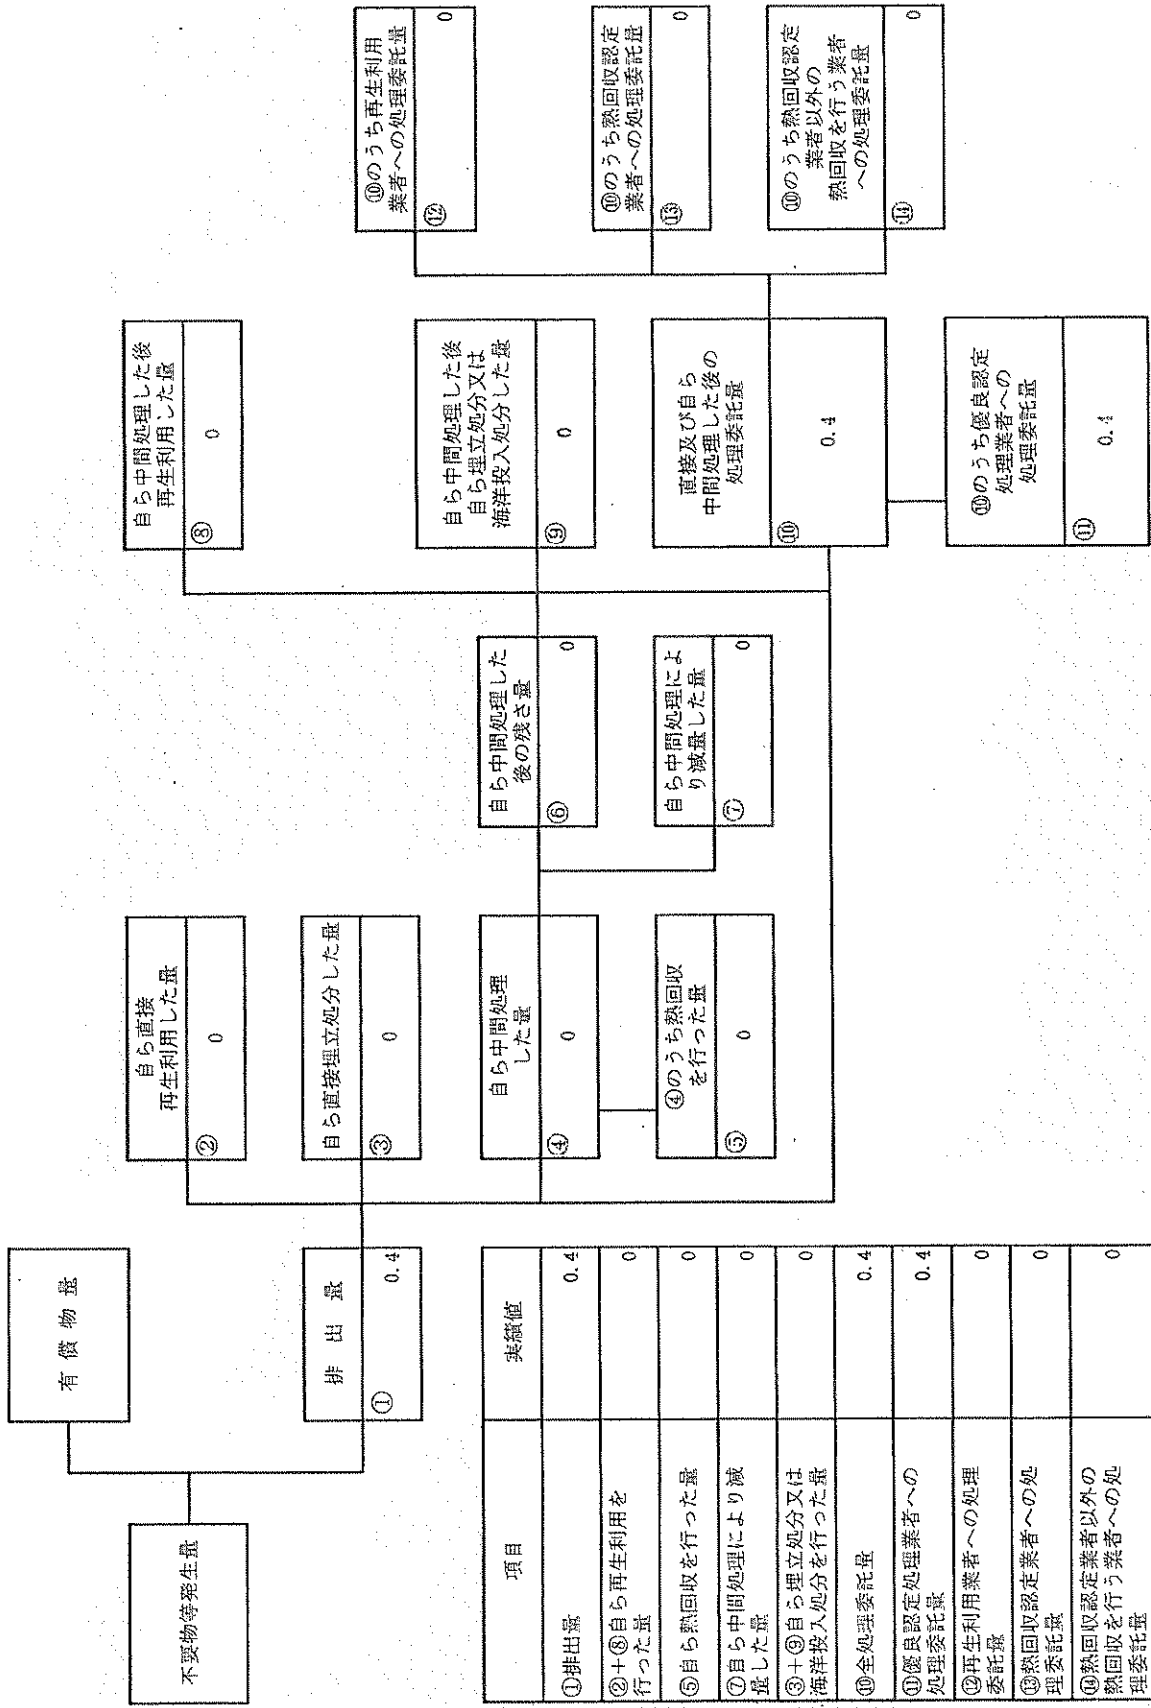 不要物等発生量
有償物量
排出量
①
0.4
自ら直接
再生利用した量
②
0
自ら直接埋立処分した量
③
0
自ら中間処理
した量
④
0
④のうち熱回収
を行った量
⑤
0
自ら中間処理した
後の残さ量
⑥
0
自ら中間処理によ
り減量した量
⑦
0
自ら中間処理した後
再生利用した量
⑧
0
自ら中間処理した後
自ら埋立処分又は
海洋投入処分した量
⑨
0
直接及び自ら
中間処理した後の
処理委託量
⑩
0.4
⑩のうち優良認定
処理業者への
処理委託量
⑪
0.4
⑩のうち再生利用
業者への処理委託量
⑫
0
⑩のうち熱回収認定
業者への処理委託量
⑬
0
⑩のうち熱回収認定
業者以外の
熱回収を行う業者
への処理委託量
⑭
0
項目
実績値
①排出量
0.4
②+⑧自ら再生利用を
行った量
0
⑤自ら熱回収を行った量
0
⑦自ら中間処理により減
量した量
0
③+⑨自ら埋立処分又は
海洋投入処分を行った量
0
⑩全処理委託量
0.4
⑪優良認定処理業者への
処理委託量
0.4
⑫再生利用業者への処理
委託量
0
⑬熱回収認定業者への処
理委託量
0
⑭熱回収認定業者以外の
熱回収を行う業者への処
理委託量
0